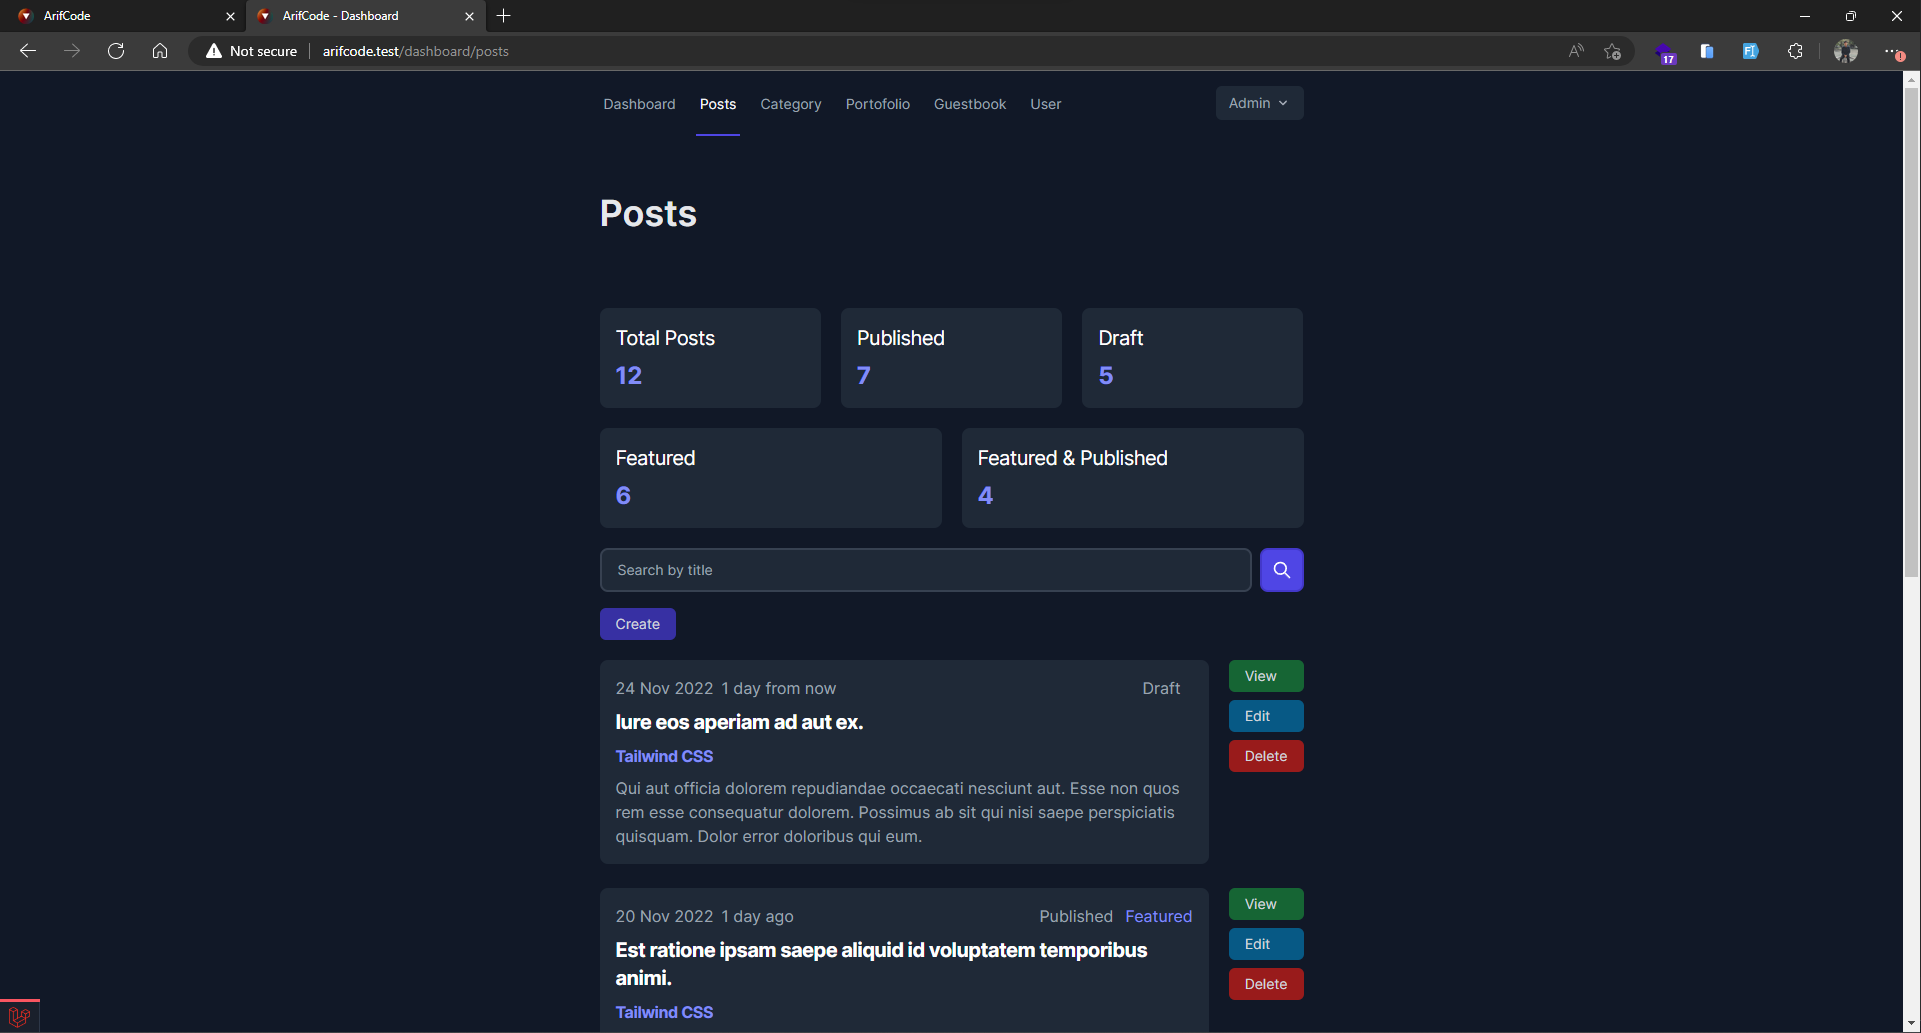 ArifCode
ArifCode - Dashboard
Not secure
arifcode.test/dashboard/posts
17
Dashboard Posts Category Portofolio Guestbook User
Admin
Posts
Total Posts
12
Published
7
Draft
5
Featured
6
Featured & Published
4
Search by title
Create
24 Nov 2022 1 day from now
Draft
Iure eos aperiam ad aut ex.
Tailwind CSS
Qui aut officia dolorem repudiandae occaecati nesciunt aut. Esse non quos
rem esse consequatur dolorem. Possimus ab sit qui nisi saepe perspiciatis
quisquam. Dolor error doloribus qui eum.
View
Edit
Delete
20 Nov 2022 1 day ago
Published Featured
Est ratione ipsam saepe aliquid id voluptatem temporibus
animi.
Tailwind CSS
View
Edit
Delete